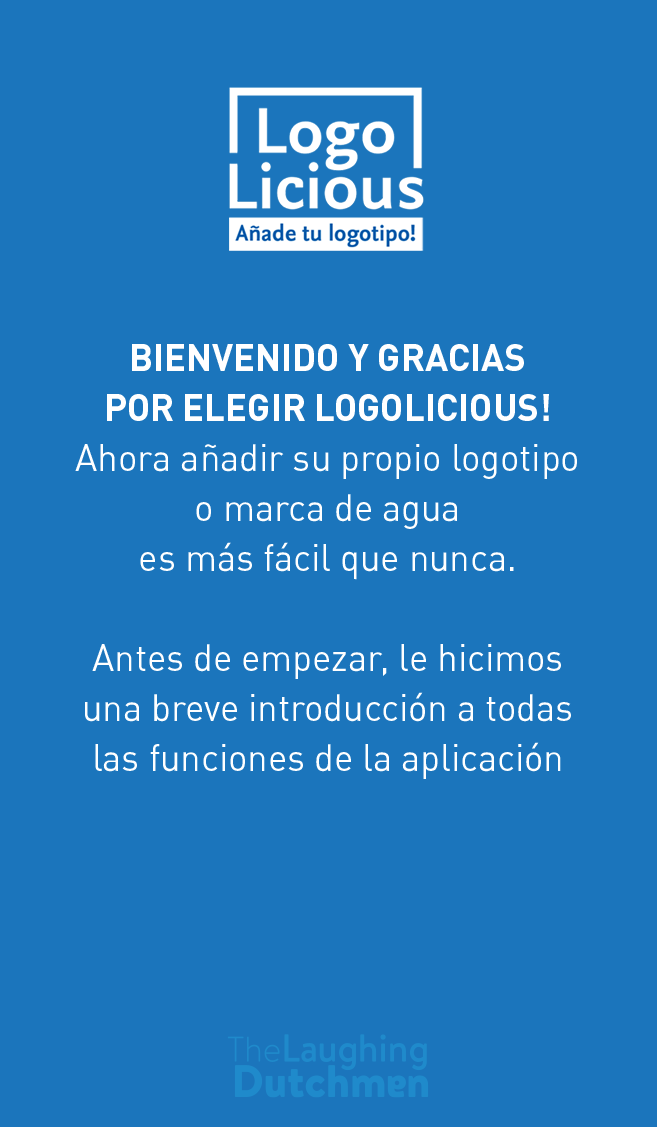 Logo
Licious
Añade tu logotipo!
BIENVENIDO Y GRACIAS
POR ELEGIR LOGOLICIOUS!
Ahora añadir su propio logotipo
o marca de agua
es más fácil que nunca.
Antes de empezar, le hicimos
una breve introducción a todas
las funciones de la aplicación
TheLaughing
Dutchmen